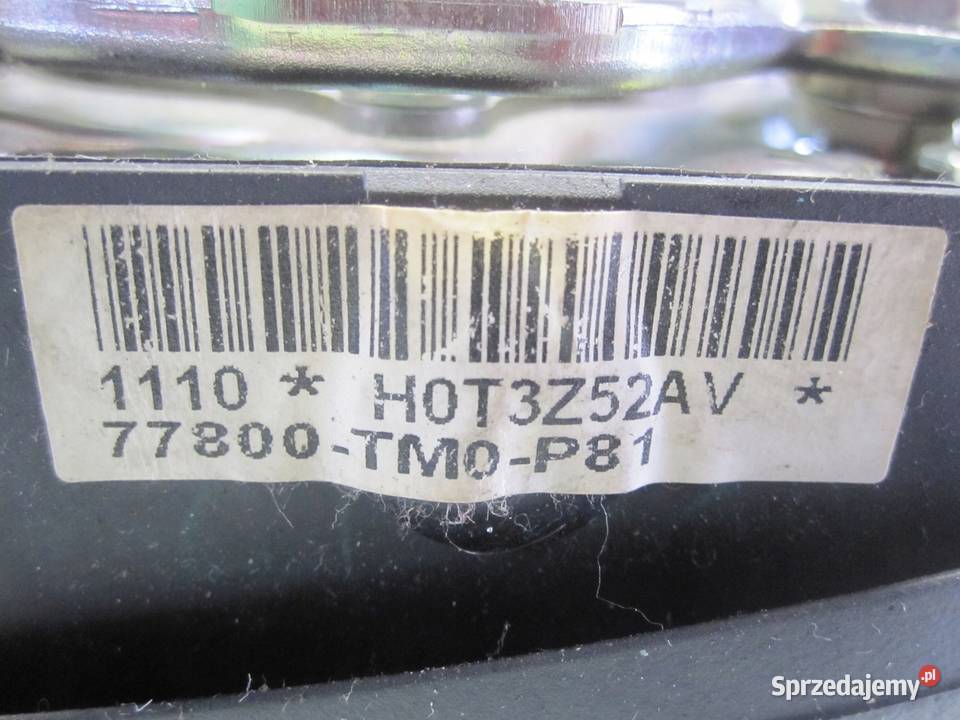 1110 * H0T3Z52AV *
77800-TM0-P81
Sprzedajemy.pl